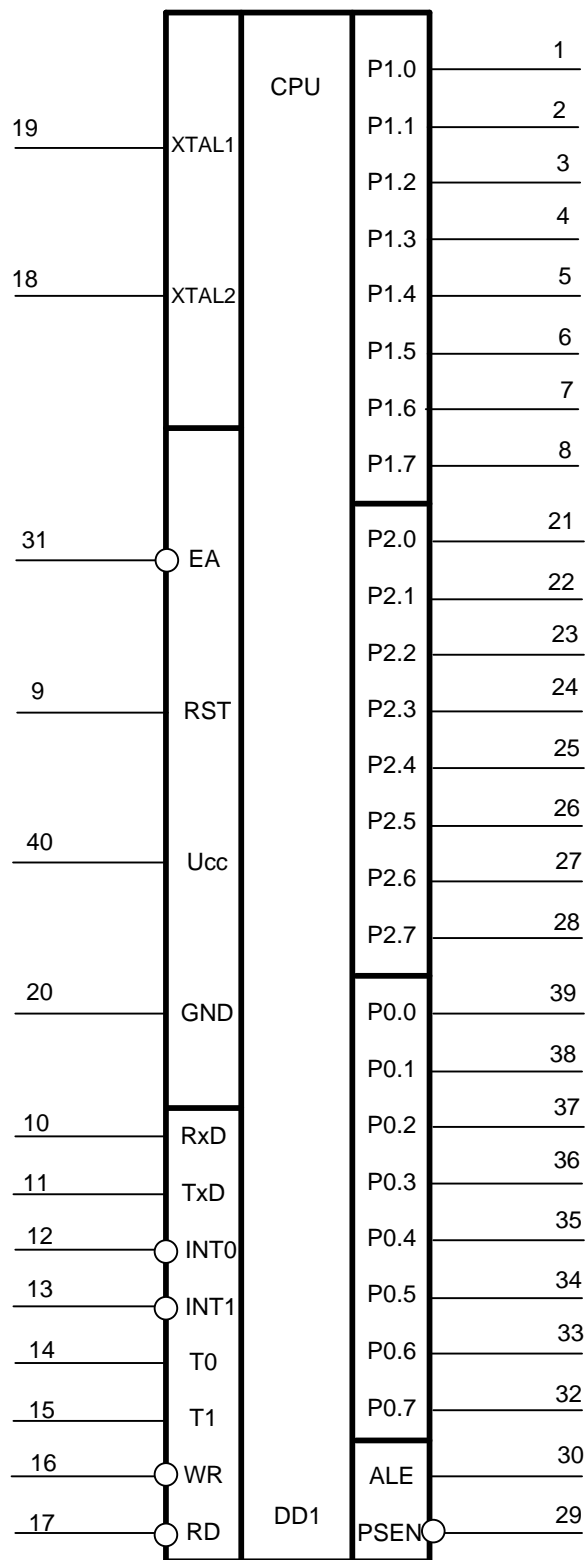 CPU
19 XTAL1
18 XTAL2
31 EA
9 RST
40 Ucc
20 GND
10 RxD
11 TxD
12 INT0
13 INT1
14 T0
15 T1
16 WR
17 RD
DD1
P1.0 1
P1.1 2
P1.2 3
P1.3 4
P1.4 5
P1.5 6
P1.6 7
P1.7 8
P2.0 21
P2.1 22
P2.2 23
P2.3 24
P2.4 25
P2.5 26
P2.6 27
P2.7 28
P0.0 39
P0.1 38
P0.2 37
P0.3 36
P0.4 35
P0.5 34
P0.6 33
P0.7 32
ALE 30
PSEN 29